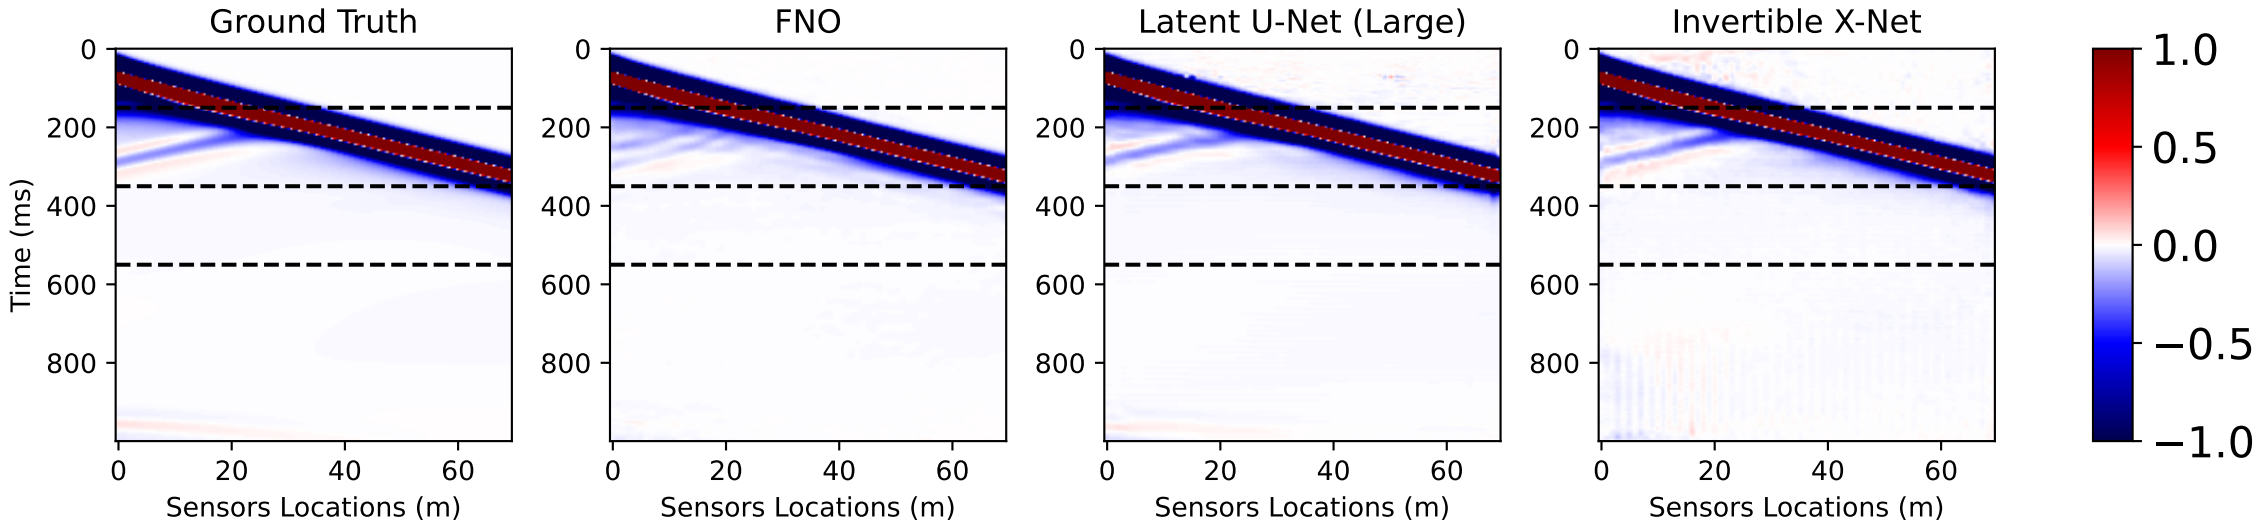 Ground Truth
FNO
Latent U-Net (Large)
Invertible X-Net
Time (ms)
0
200
400
600
800
0 20 40 60
Sensors Locations (m)
0
200
400
600
800
0 20 40 60
Sensors Locations (m)
0
200
400
600
800
0 20 40 60
Sensors Locations (m)
0
200
400
600
800
0 20 40 60
Sensors Locations (m)
1.0
0.5
0.0
−0.5
−1.0